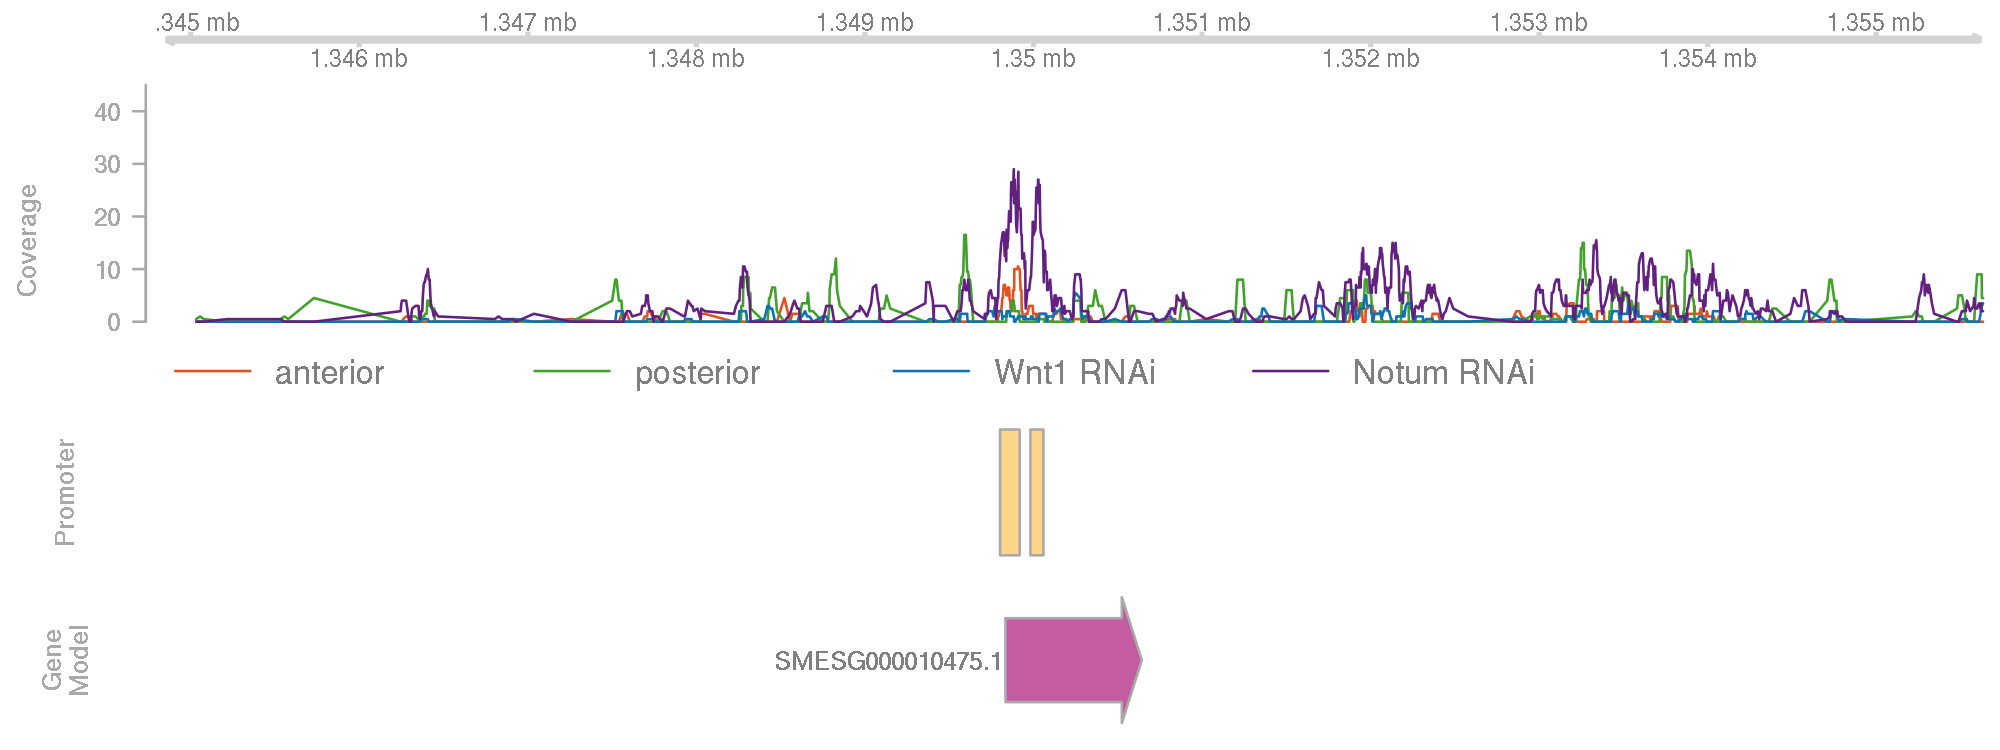 .345 mb 1.347 mb 1.349 mb 1.351 mb 1.353 mb 1.355 mb
1.346 mb 1.348 mb 1.35 mb 1.352 mb 1.354 mb
40
30
20
10
0
Coverage
anterior posterior Wnt1 RNAi Notum RNAi
Promoter
Gene
Model
SMESG000010475.1